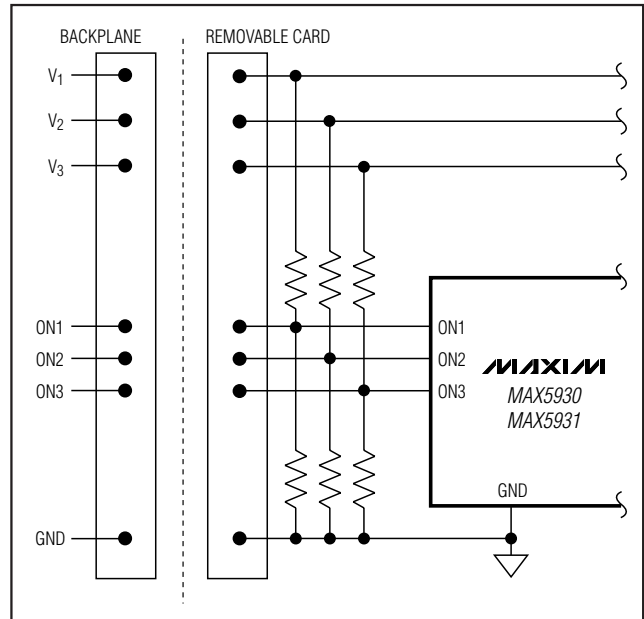 BACKPLANE
REMOVABLE CARD
V1
V2
V3
ON1
ON2
ON3
GND
ON1
ON2
ON3
MAXIM
MAX5930
MAX5931
GND